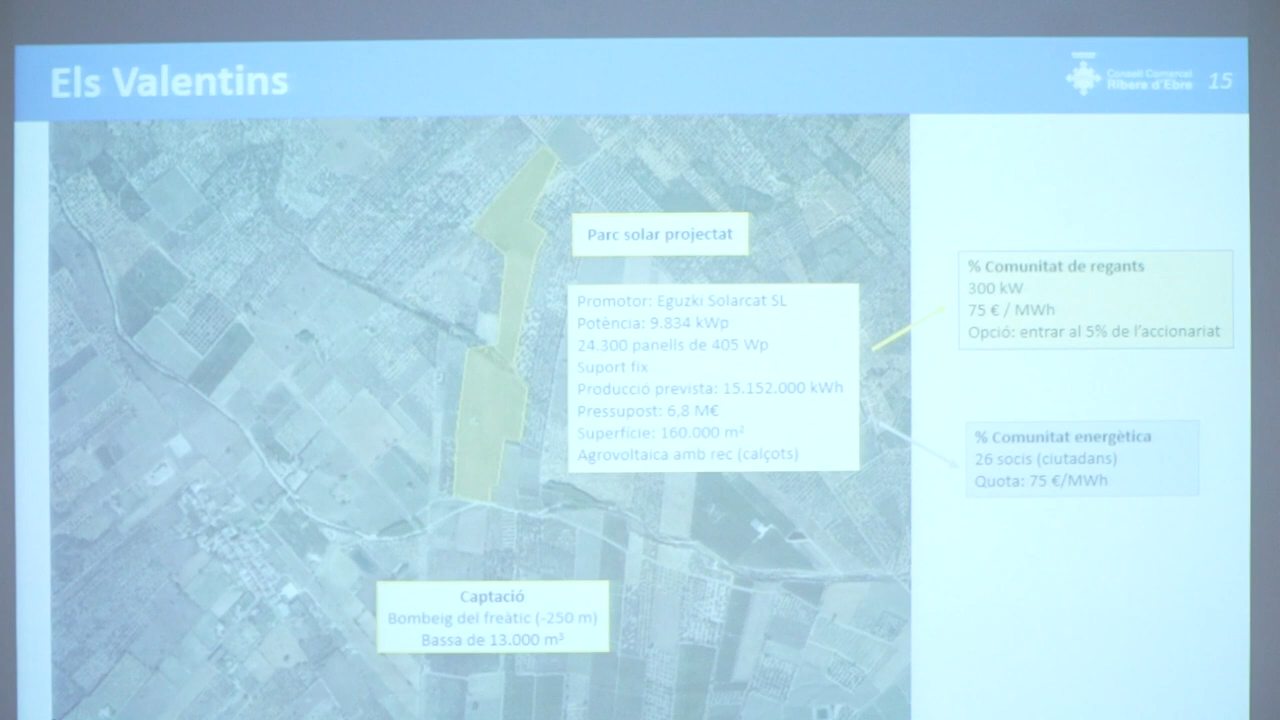 Els Valentins
Consell Comarcal
Ribera d'Ebre
15
Parc solar projectat
Promotor: Eguzki Solarcat SL
Potència: 9.834 kWp
24.300 panells de 405 Wp
Suport fix
Producció prevista: 15.152.000 kWh
Pressupost: 6,8 M€
Superfície: 160.000 m²
Agrovoltaica amb rec (calçots)
% Comunitat de regants
300 kW
75 € / MWh
Opció: entrar al 5% de l'accionariat
% Comunitat energètica
26 socis (ciutadans)
Quota: 75 €/MWh
Captació
Bombeig del freàtic (-250 m)
Bassa de 13.000 m³